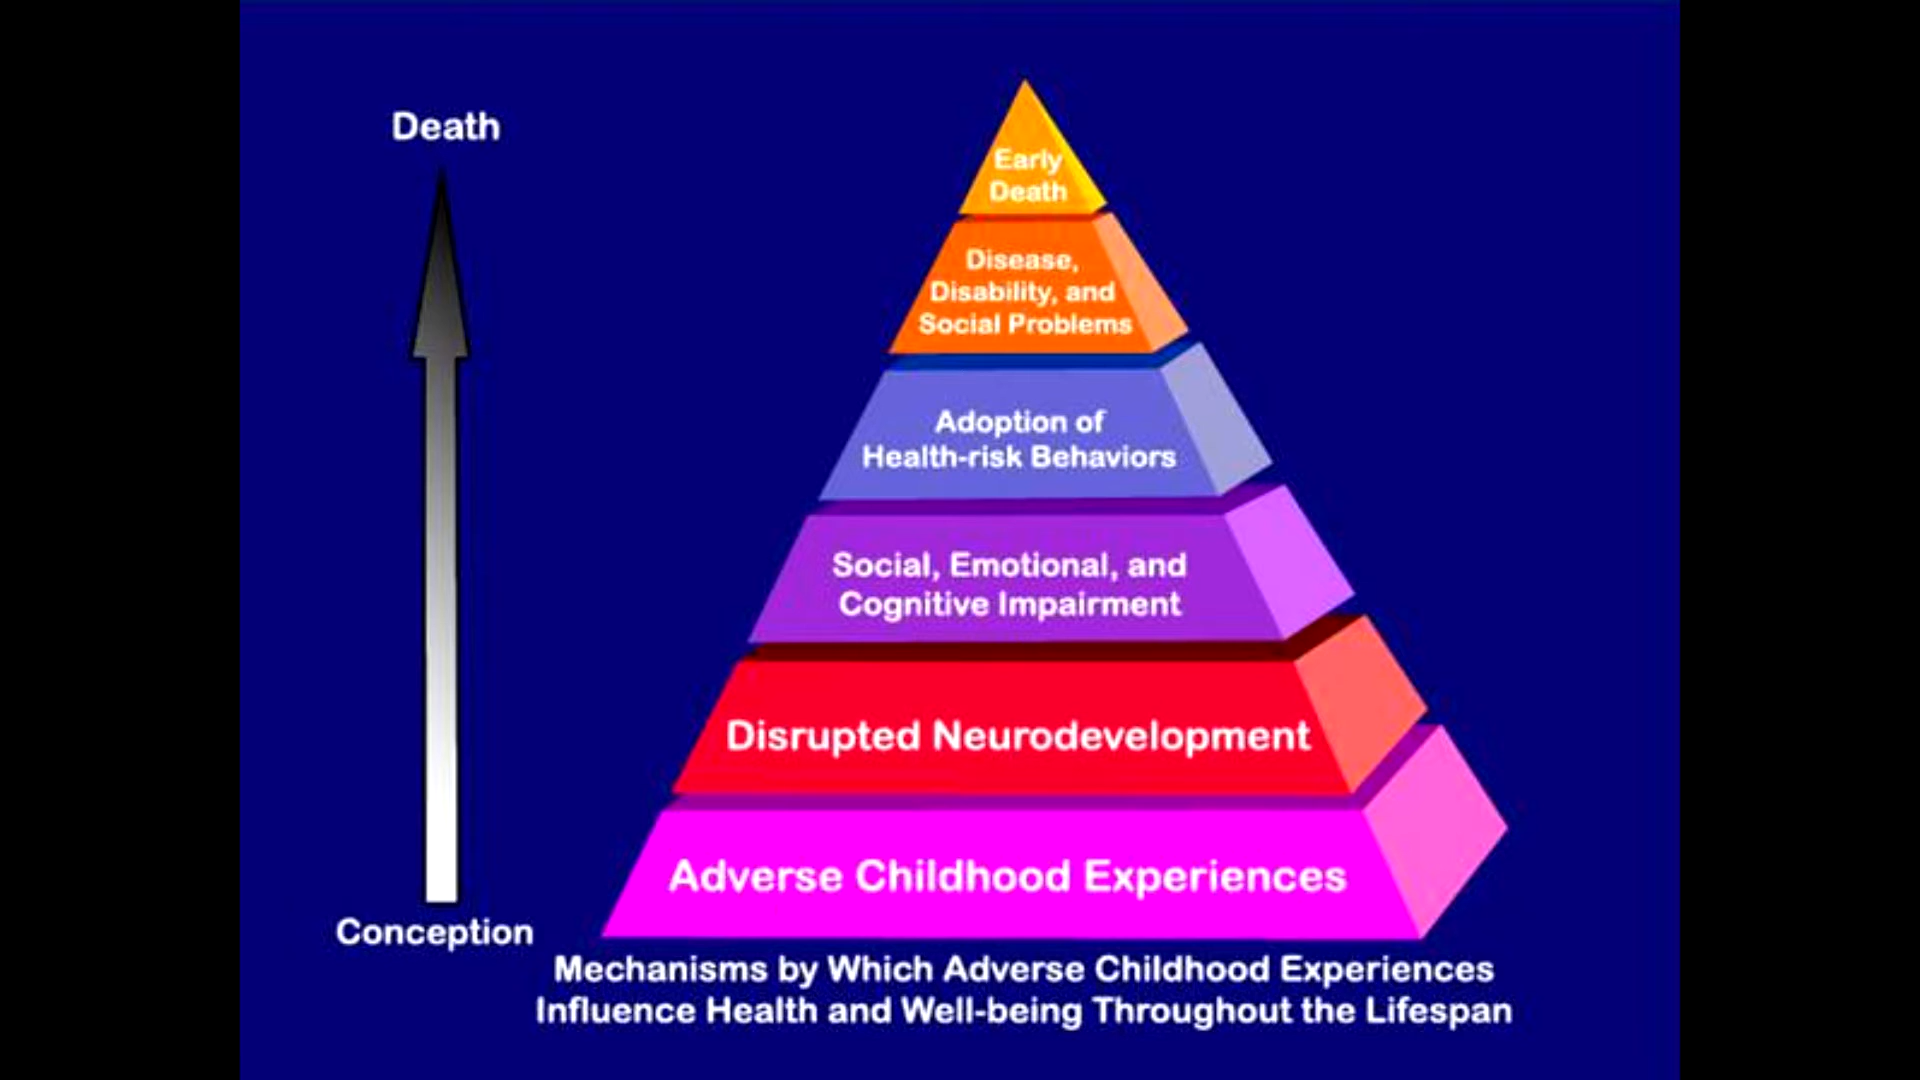 Death
Early
Death
Disease,
Disability, and
Social Problems
Adoption of
Health-risk Behaviors
Social, Emotional, and
Cognitive Impairment
Disrupted Neurodevelopment
Adverse Childhood Experiences
Conception
Mechanisms by Which Adverse Childhood Experiences
Influence Health and Well-being Throughout the Lifespan